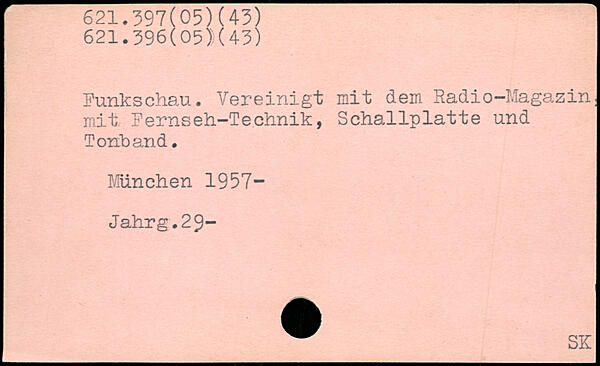 621.397(05)(43)
621.396(05)(43)
Funkschau. Vereinigt mit dem Radio-Magazin,
mit Fernseh-Technik, Schallplatte und
Tonband.
München 1957-
Jahrg.29-
SK